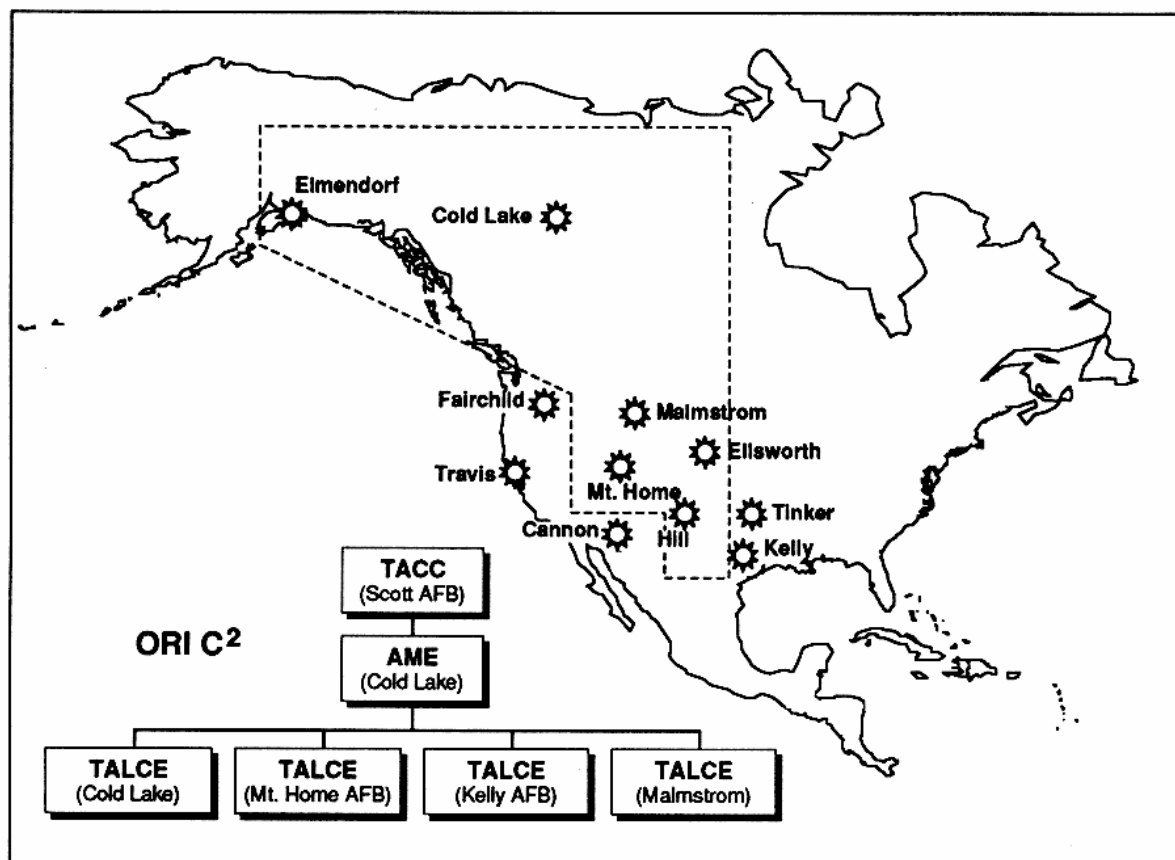 Elmendorf
Cold Lake
Fairchild
Malmstrom
Ellsworth
Travis
Mt. Home
Cannon
Hill
Tinker
Kelly
ORI C²
TACC
(Scott AFB)
AME
(Cold Lake)
TALCE
(Cold Lake)
TALCE
(Mt. Home AFB)
TALCE
(Kelly AFB)
TALCE
(Malmstrom)